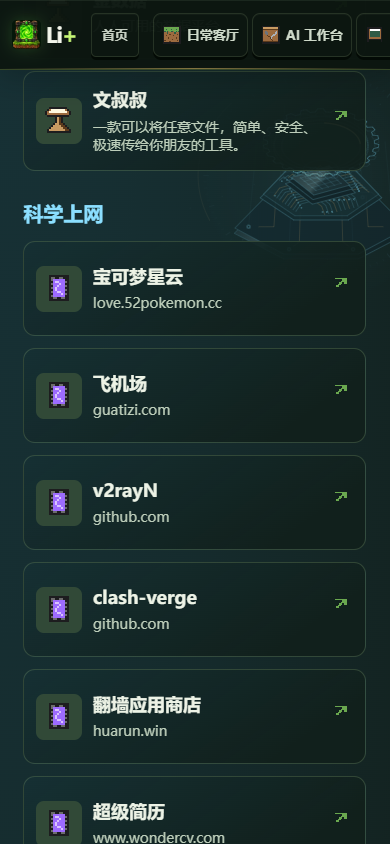 Li+
首页
日常客厅
AI 工作台
文叔叔
一款可以将任意文件，简单、安全、
极速传给你朋友的工具。
科学上网
宝可梦星云
love.52pokemon.cc
飞机场
guatizi.com
v2rayN
github.com
clash-verge
github.com
翻墙应用商店
huarun.win
超级简历
www.wondercv.com